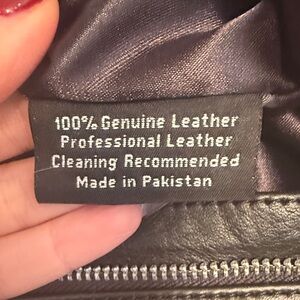 100% Genuine Leather
Professional Leather
Cleaning Recommended
Made in Pakistan